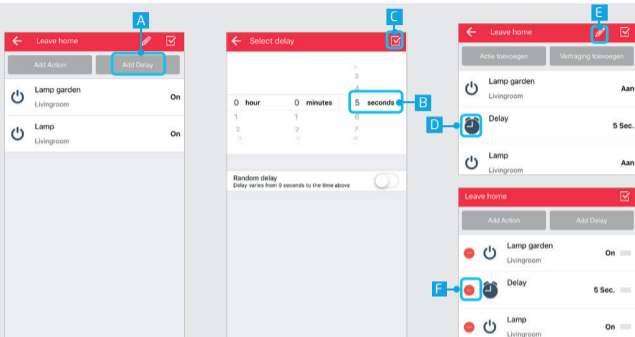 A
Leave home
Add Action
Add Delay
Lamp garden
Livingroom
On
Lamp
Livingroom
On
C
Select delay
3
4
0 hour
0 minutes
5 seconds
B
1
1
6
2
2
7
Random delay
Delay varies from 0 seconds to the time above
E
Leave home
Actie toevoegen
Vertraging toevoegen
Lamp garden
Livingroom
Aan
D
Delay
5 Sec.
Lamp
Livingroom
Aan
Leave home
Add Action
Add Delay
Lamp garden
Livingroom
On
F
Delay
5 Sec.
Lamp
Livingroom
On